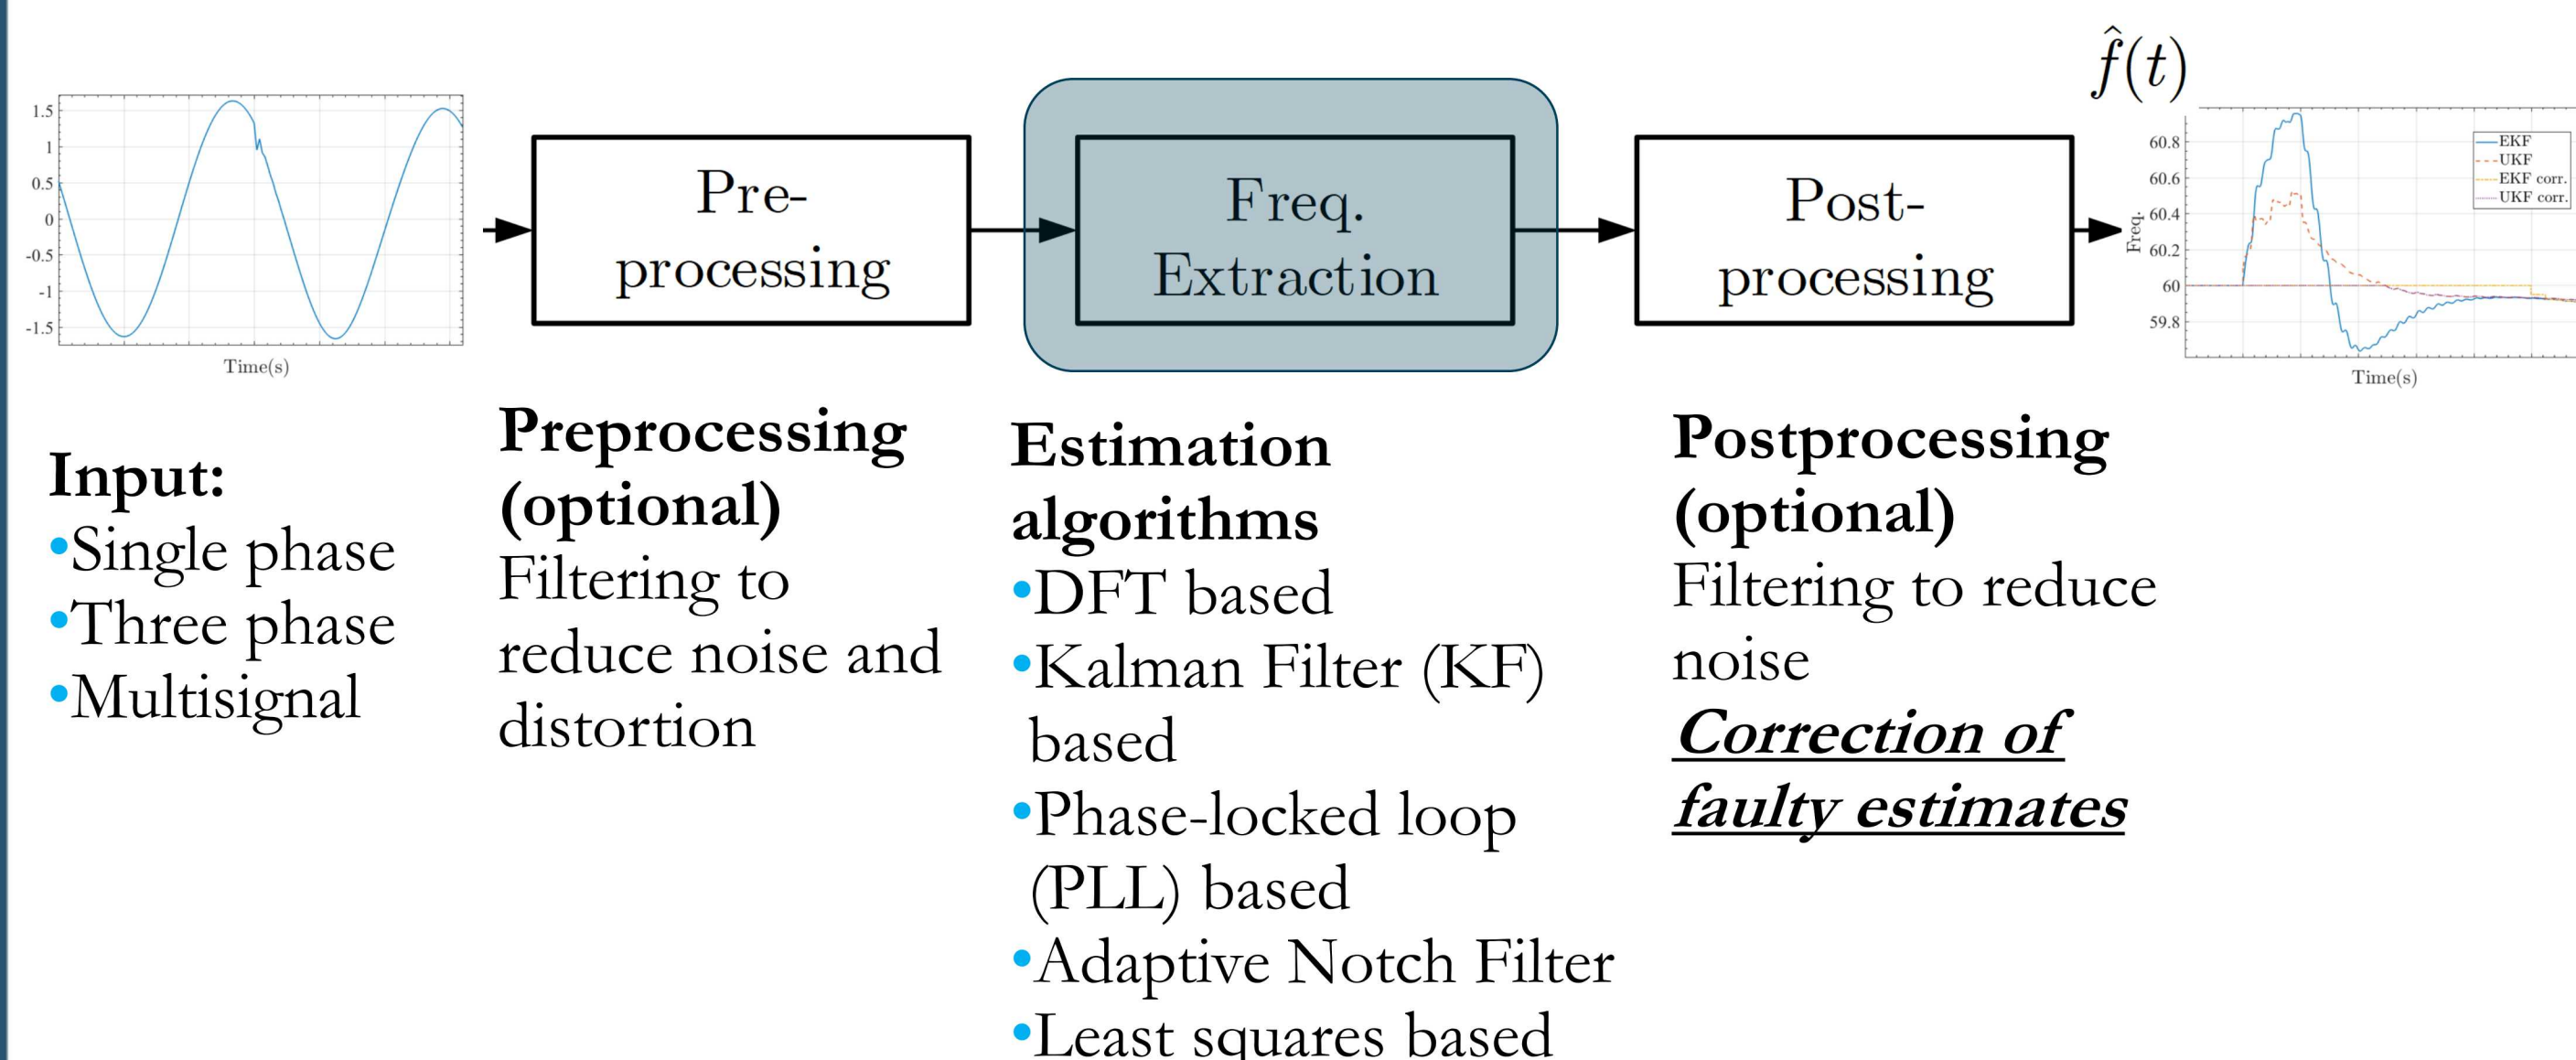 1.5
1
0.5
0
-0.5
-1
-1.5
Time(s)
Pre-
processing
Freq.
Extraction
Post-
processing
f̂(t)
60.8
60.6
60.4
60.2
60
59.8
Freq.
EKF
UKF
EKF corr.
UKF corr.
Time(s)
Input:
•Single phase
•Three phase
•Multisignal
Preprocessing
(optional)
Filtering to
reduce noise and
distortion
Estimation
algorithms
•DFT based
•Kalman Filter (KF)
based
•Phase-locked loop
(PLL) based
•Adaptive Notch Filter
•Least squares based
Postprocessing
(optional)
Filtering to reduce
noise
Correction of
faulty estimates